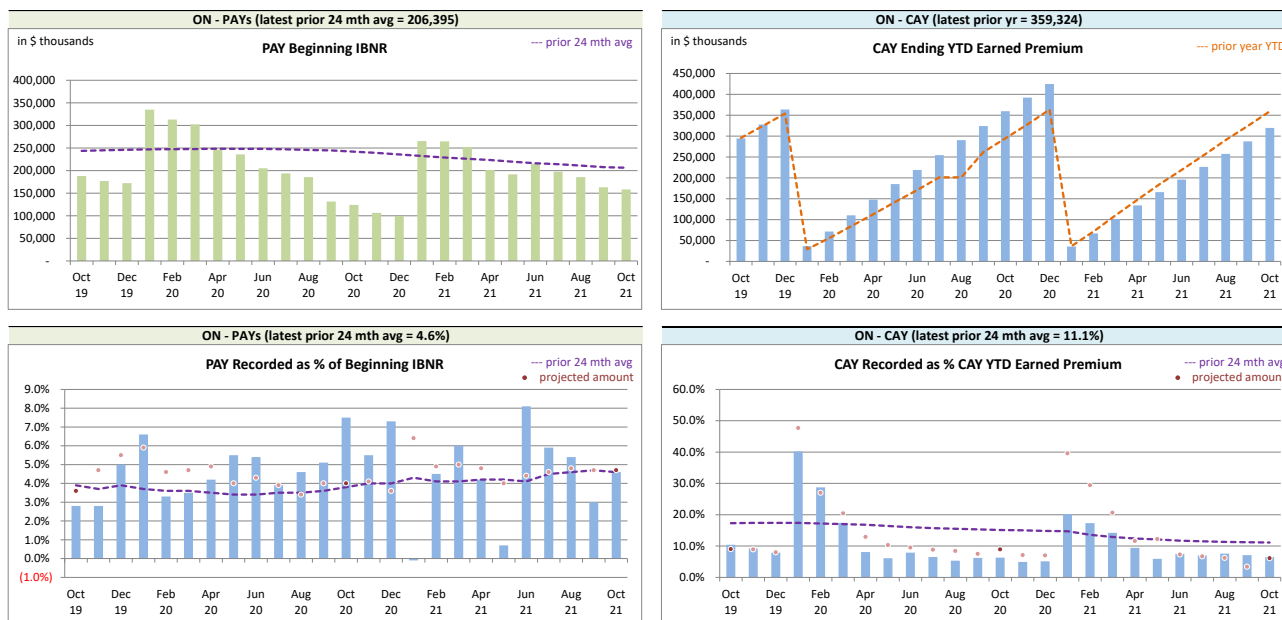 ON - PAYs (latest prior 24 mth avg = 206,395)
in $ thousands
PAY Beginning IBNR
--- prior 24 mth avg
400,000
350,000
300,000
250,000
200,000
150,000
100,000
50,000
-
Oct Dec Feb Apr Jun Aug Oct Dec Feb Apr Jun Aug Oct
19 19 20 20 20 20 20 20 21 21 21 21 21
ON - CAY (latest prior yr = 359,324)
in $ thousands
CAY Ending YTD Earned Premium
--- prior year YTD
450,000
400,000
350,000
300,000
250,000
200,000
150,000
100,000
50,000
-
Oct Dec Feb Apr Jun Aug Oct Dec Feb Apr Jun Aug Oct
19 19 20 20 20 20 20 20 21 21 21 21 21
ON - PAYs (latest prior 24 mth avg = 4.6%)
PAY Recorded as % of Beginning IBNR
--- prior 24 mth avg
projected amount
9.0%
8.0%
7.0%
6.0%
5.0%
4.0%
3.0%
2.0%
1.0%
0.0%
(1.0%)
Oct Dec Feb Apr Jun Aug Oct Dec Feb Apr Jun Aug Oct
19 19 20 20 20 20 20 20 21 21 21 21 21
ON - CAY (latest prior 24 mth avg = 11.1%)
CAY Recorded as % CAY YTD Earned Premium
--- prior 24 mth avg
projected amount
60.0%
50.0%
40.0%
30.0%
20.0%
10.0%
0.0%
Oct Dec Feb Apr Jun Aug Oct Dec Feb Apr Jun Aug Oct
19 19 20 20 20 20 20 20 21 21 21 21 21